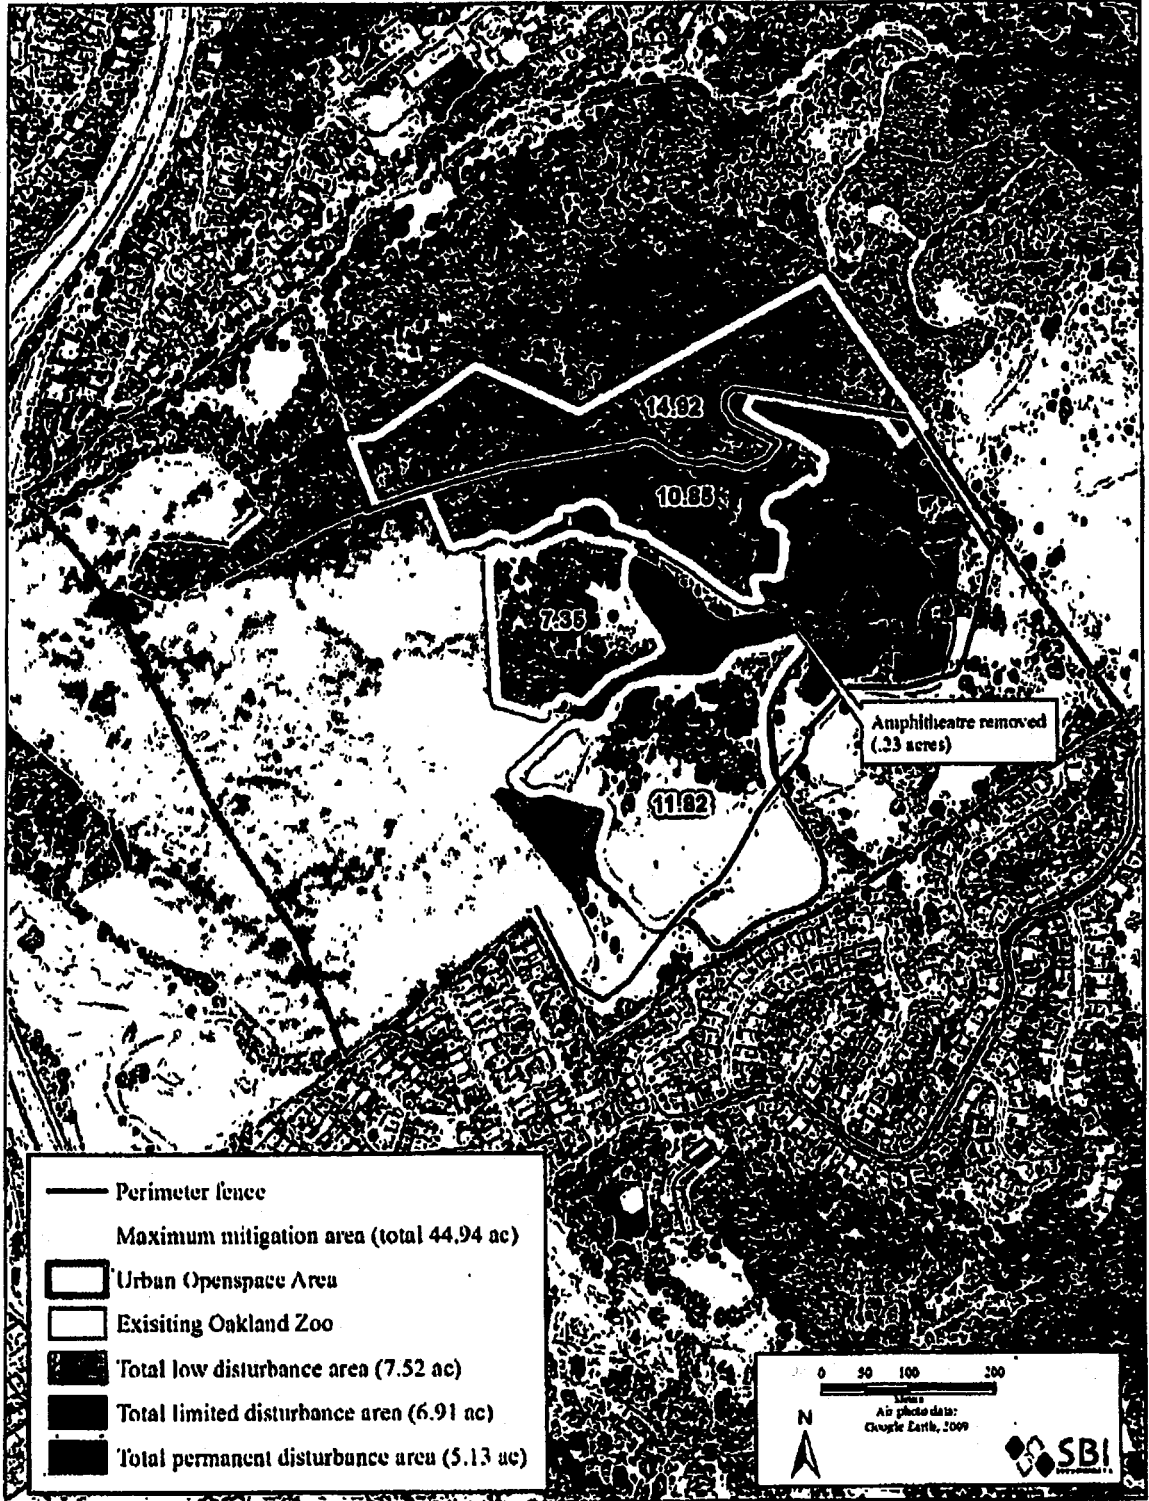 14.92
10.85
7.35
11.82
Amphitheatre removed
(.23 acres)
Perimeter fence
Maximum mitigation area (total 44.94 ac)
Urban Openspace Area
Exisiting Oakland Zoo
Total low disturbance area (7.52 ac)
Total limited disturbance area (6.91 ac)
Total permanent disturbance area (5.13 ac)
0 50 100 200
Meters
Air photo data:
Google Earth, 2009
N
SBI